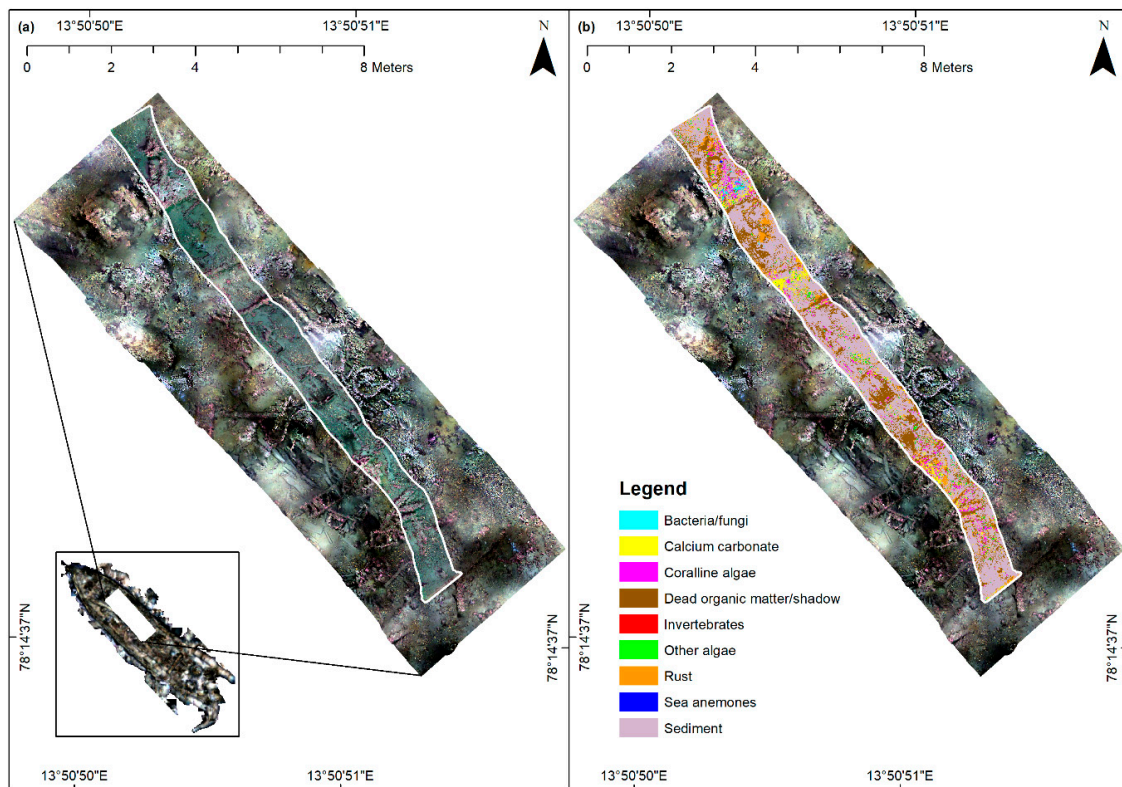 (a)
13°50'50"E
13°50'51"E
N
0 2 4 8 Meters
78°14'37"N
78°14'37"N
13°50'50"E
13°50'51"E
(b)
13°50'50"E
13°50'51"E
N
0 2 4 8 Meters
Legend
Bacteria/fungi
Calcium carbonate
Coralline algae
Dead organic matter/shadow
Invertebrates
Other algae
Rust
Sea anemones
Sediment
78°14'37"N
13°50'50"E
13°50'51"E